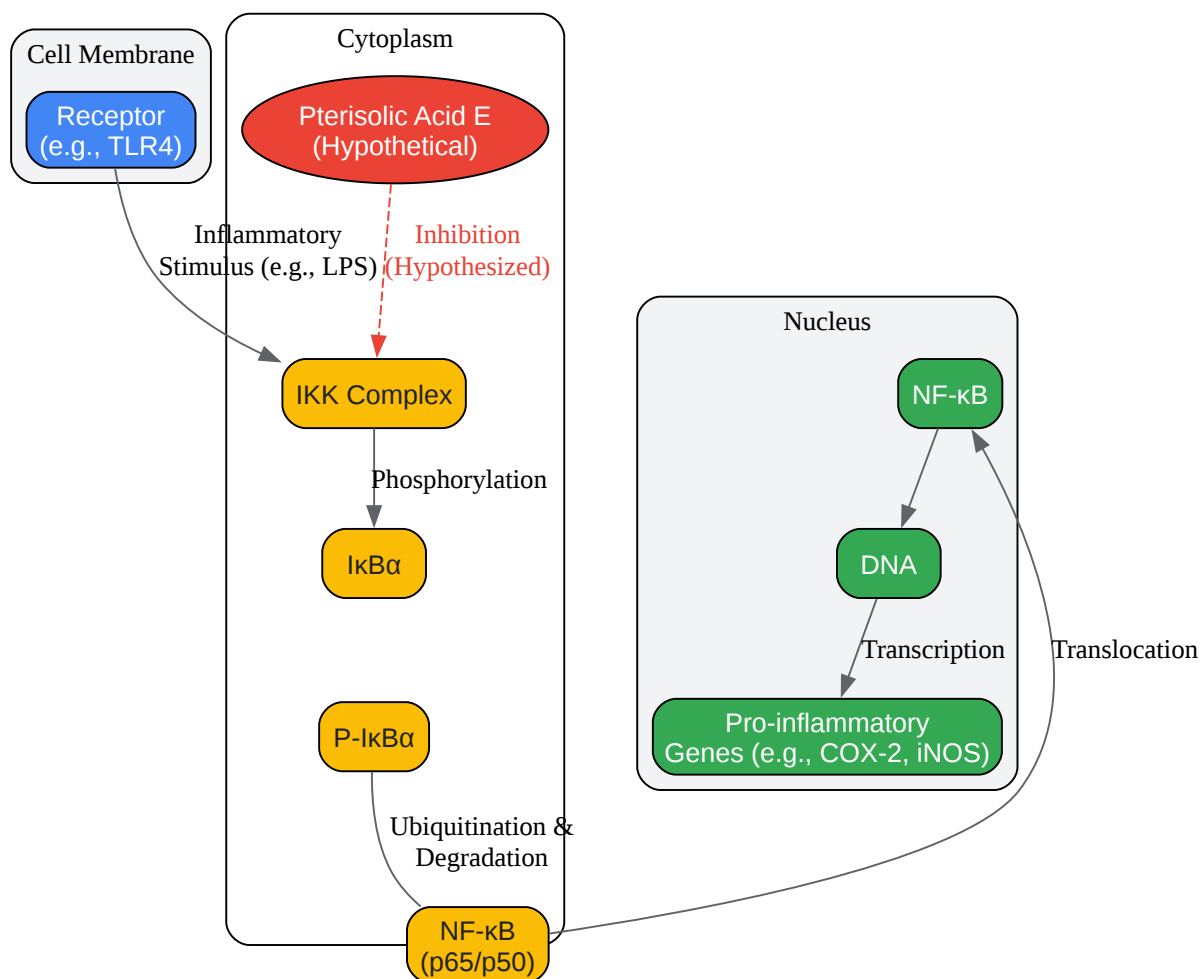 Cell Membrane
Receptor
(e.g., TLR4)
Cytoplasm
Pterisolic Acid E
(Hypothetical)
Inflammatory
Stimulus (e.g., LPS)
Inhibition
(Hypothesized)
IKK Complex
Phosphorylation
IκBα
P-IκBα
Ubiquitination &
Degradation
NF-κB
(p65/p50)
Nucleus
NF-κB
DNA
Transcription
Translocation
Pro-inflammatory
Genes (e.g., COX-2, iNOS)